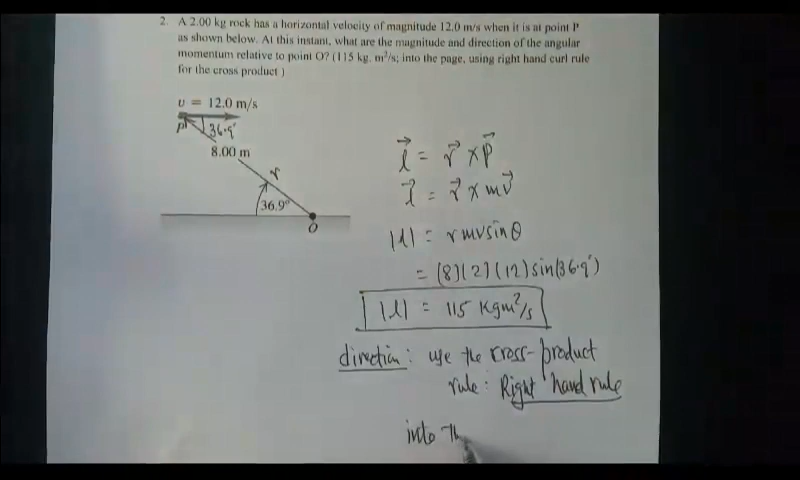 2. A 2.00 kg rock has a horizontal velocity of magnitude 12.0 m/s when it is at point P
as shown below. At this instant, what are the magnitude and direction of the angular
momentum relative to point O? (115 kg. m²/s; into the page, using right hand curl rule
for the cross product )
υ = 12.0 m/s
P
36.9°
8.00 m
r
36.9°
O
l⃗ = r⃗ × P⃗
l⃗ = r⃗ × mv⃗
|l| = rmvsinθ
= (8)(2)(12)sin(36.9°)
|l| = 115 Kgm²/s
direction: use the cross-product
rule: Right hand rule
into Th